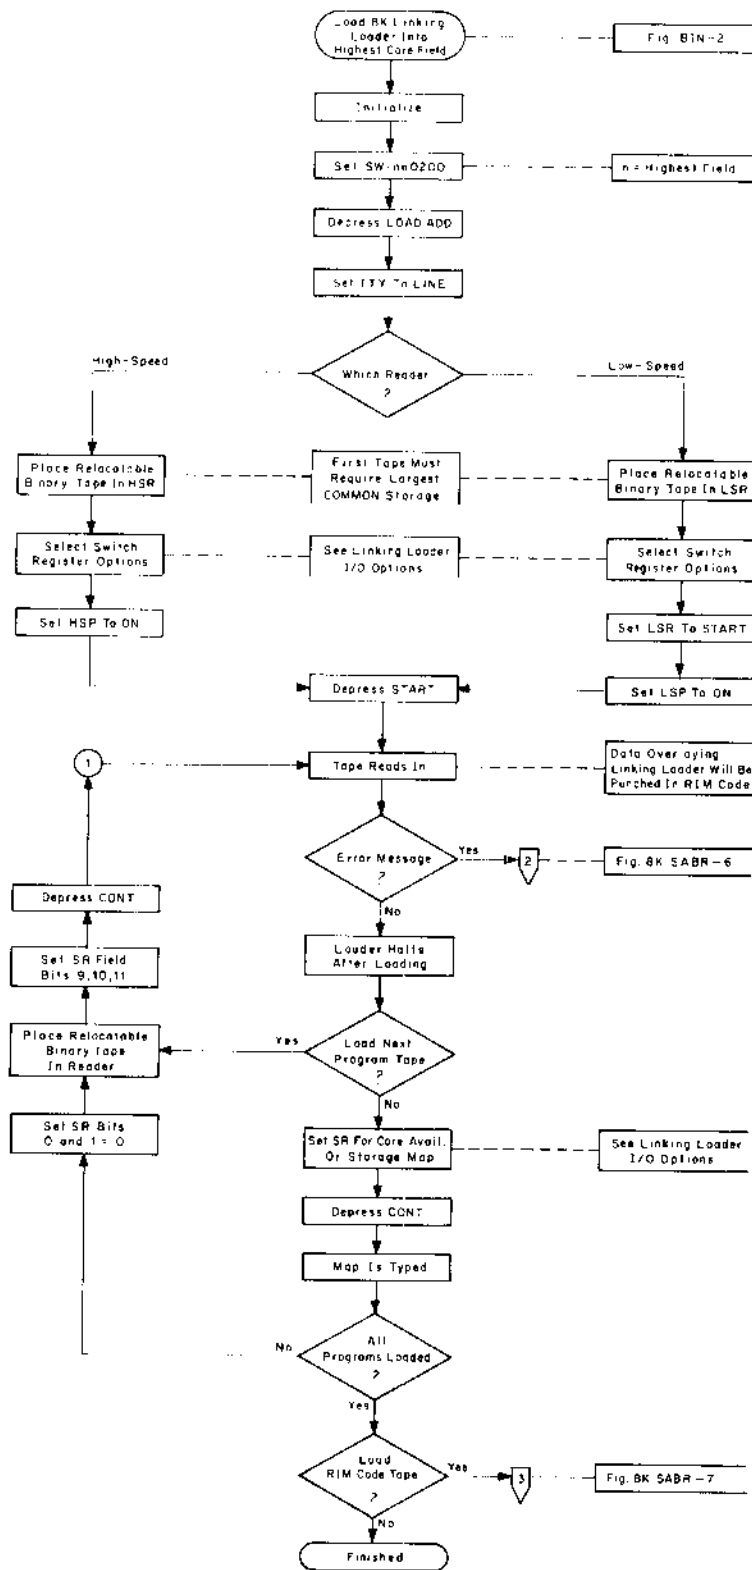 Load 8K Linking
Loader Into
Highest Core Field
Fig. BIN-2
Initialize
Set SW=nn0200
n = Highest Field
Depress LOAD ADD
Set TTY To LINE
High-Speed
Which Reader
?
Low-Speed
Place Relocatable
Binary Tape In HSR
First Tape Must
Require Largest
COMMON Storage
Place Relocatable
Binary Tape In LSR
Select Switch
Register Options
See Linking Loader
I/O Options
Select Switch
Register Options
Set HSP To ON
Set LSR To START
Depress START
Set LSP To ON
1
Tape Reads In
Data Overlaying
Linking Loader Will Be
Punched In RIM Code
Error Message
?
Yes
2
Fig. 8K SABR-6
No
Depress CONT
Loader Halts
After Loading
Set SR Field
Bits 9,10,11
Place Relocatable
Binary Tape
In Reader
Yes
Load Next
Program Tape
?
No
Set SR Bits
0 and 1 = 0
Set SR For Core Avail.
Or Storage Map
See Linking Loader
I/O Options
Depress CONT
Map Is Typed
No
All
Programs Loaded
?
Yes
Load
RIM Code Tape
?
Yes
3
Fig. 8K SABR-7
No
Finished